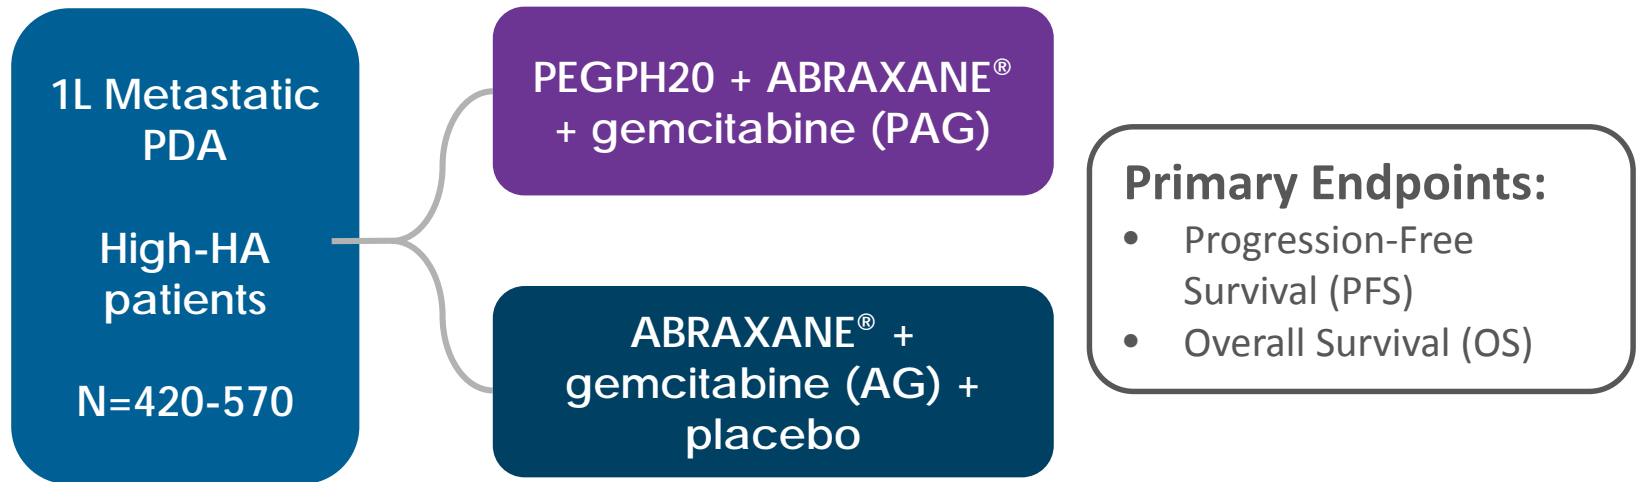 1L Metastatic
PDA
High-HA
patients
N=420-570
PEGPH20 + ABRAXANE®
+ gemcitabine (PAG)
ABRAXANE® +
gemcitabine (AG) +
placebo
Primary Endpoints:
• Progression-Free
Survival (PFS)
• Overall Survival (OS)